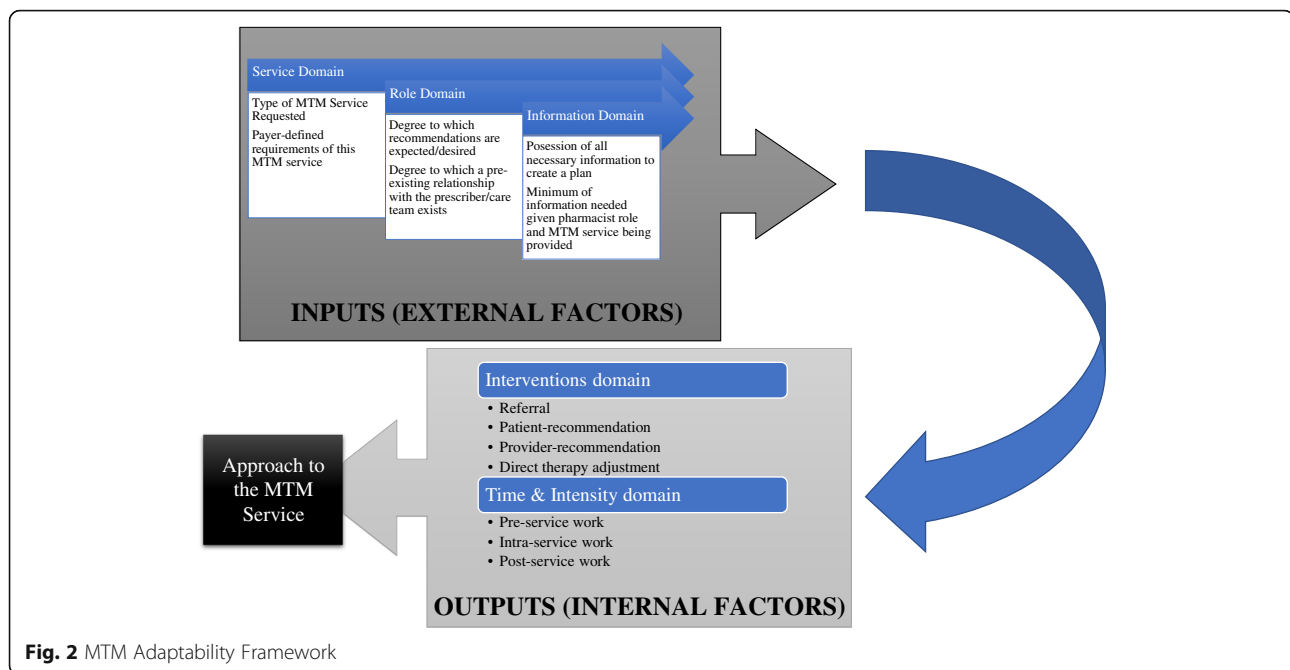 Service Domain
Type of MTM Service
Requested
Payer-defined
requirements of this
MTM service
Role Domain
Degree to which
recommendations are
expected/desired
Degree to which a pre-
existing relationship
with the prescriber/care
team exists
Information Domain
Posession of all
necessary information to
create a plan
Minimum of
information needed
given pharmacist role
and MTM service being
provided
INPUTS (EXTERNAL FACTORS)
Interventions domain
• Referral
• Patient-recommendation
• Provider-recommendation
• Direct therapy adjustment
Time & Intensity domain
• Pre-service work
• Intra-service work
• Post-service work
OUTPUTS (INTERNAL FACTORS)
Approach to
the MTM
Service
Fig. 2 MTM Adaptability Framework